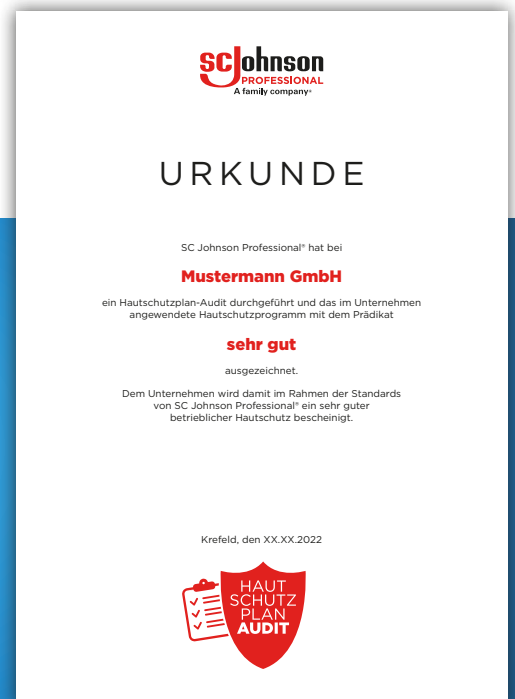 SC Johnson
PROFESSIONAL
A family company®
URKUNDE
SC Johnson Professional® hat bei
Mustermann GmbH
ein Hautschutzplan-Audit durchgeführt und das im Unternehmen
angewendete Hautschutzprogramm mit dem Prädikat
sehr gut
ausgezeichnet.
Dem Unternehmen wird damit im Rahmen der Standards
von SC Johnson Professional® ein sehr guter
betrieblicher Hautschutz bescheinigt.
Krefeld, den XX.XX.2022
HAUT
SCHUTZ
PLAN
AUDIT